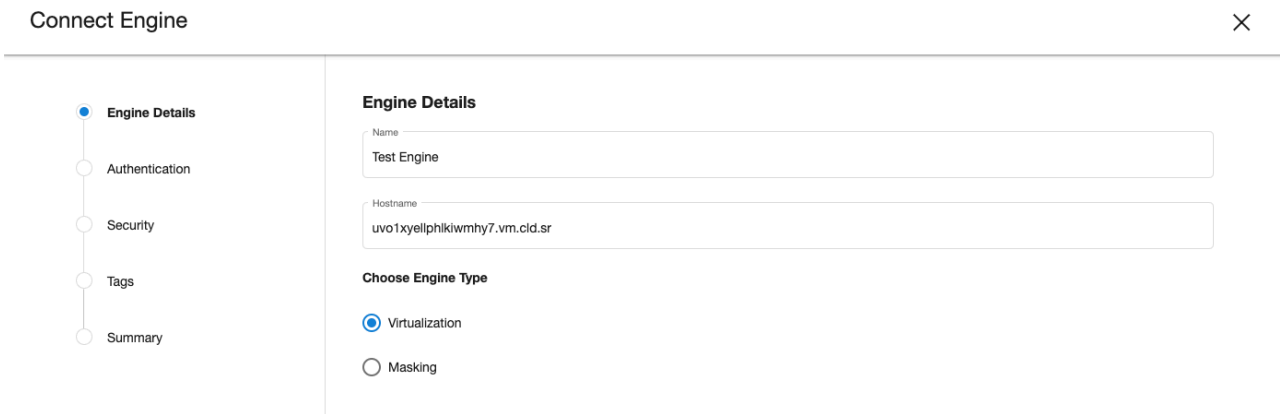 Connect Engine
Engine Details
Authentication
Security
Tags
Summary
Engine Details
Name
Test Engine
Hostname
uvo1xyellphlkiwmhy7.vm.cld.sr
Choose Engine Type
Virtualization
Masking